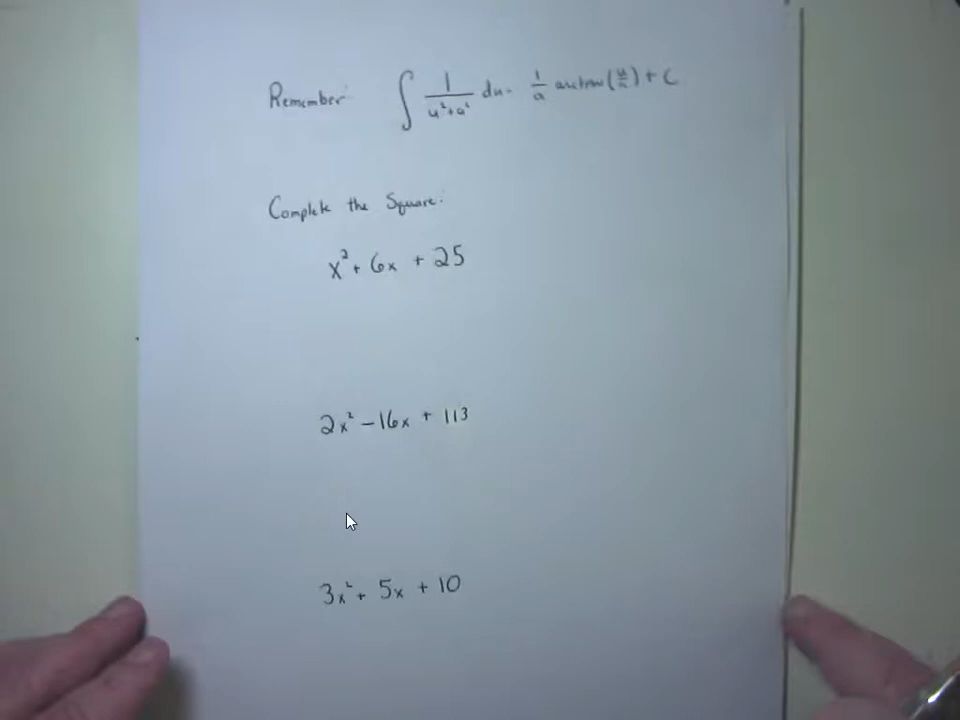 Remember: ∫ 1/(u²+a²) du = 1/a arctan(u/a) + C
Complete the Square:
x² + 6x + 25
2x² - 16x + 113
3x² + 5x + 10